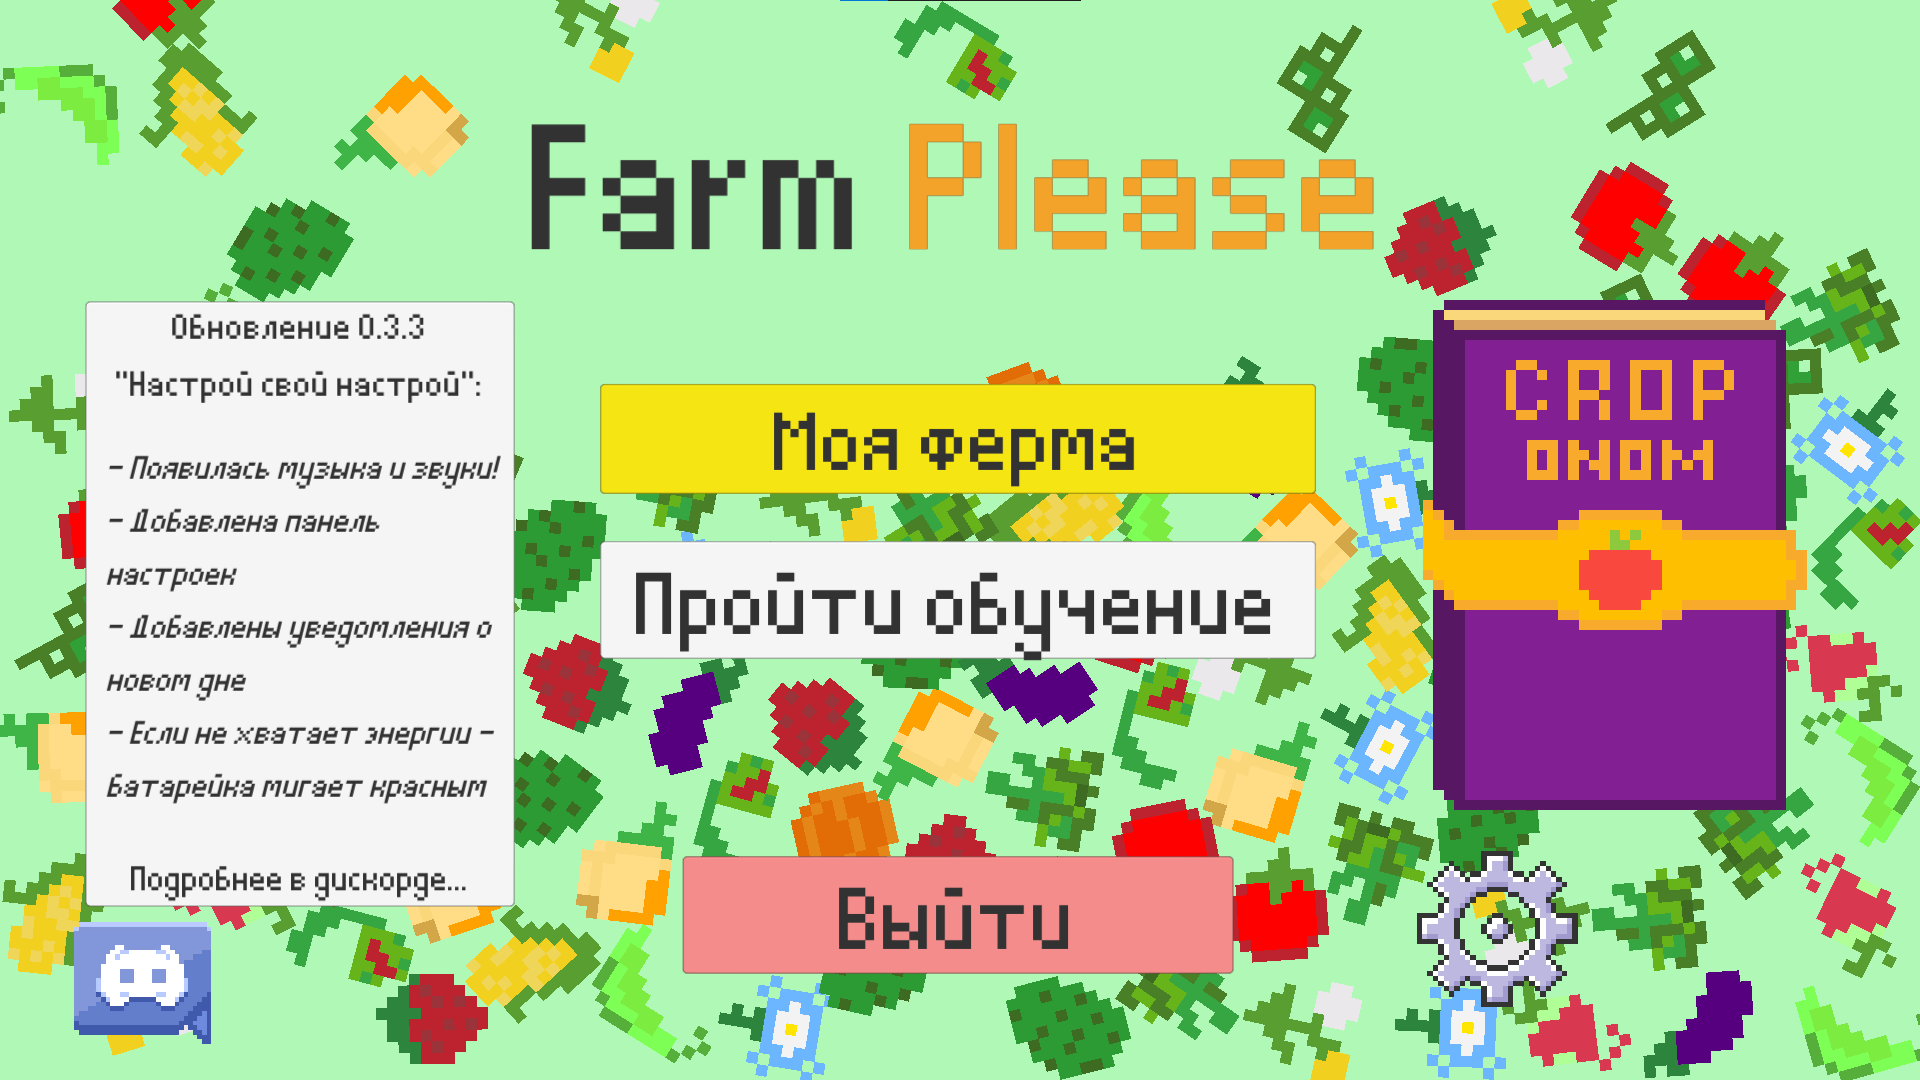 Farm Please
Обновление 0.3.3
"Настрой свой настрой":
- Появилась музыка и звуки!
- Добавлена панель
настроек
- Добавлены уведомления о
новом дне
- Если не хватает энергии -
батарейка мигает красным
Подробнее в дискорде...
Моя ферма
Пройти обучение
Выйти
CROP
ONOM